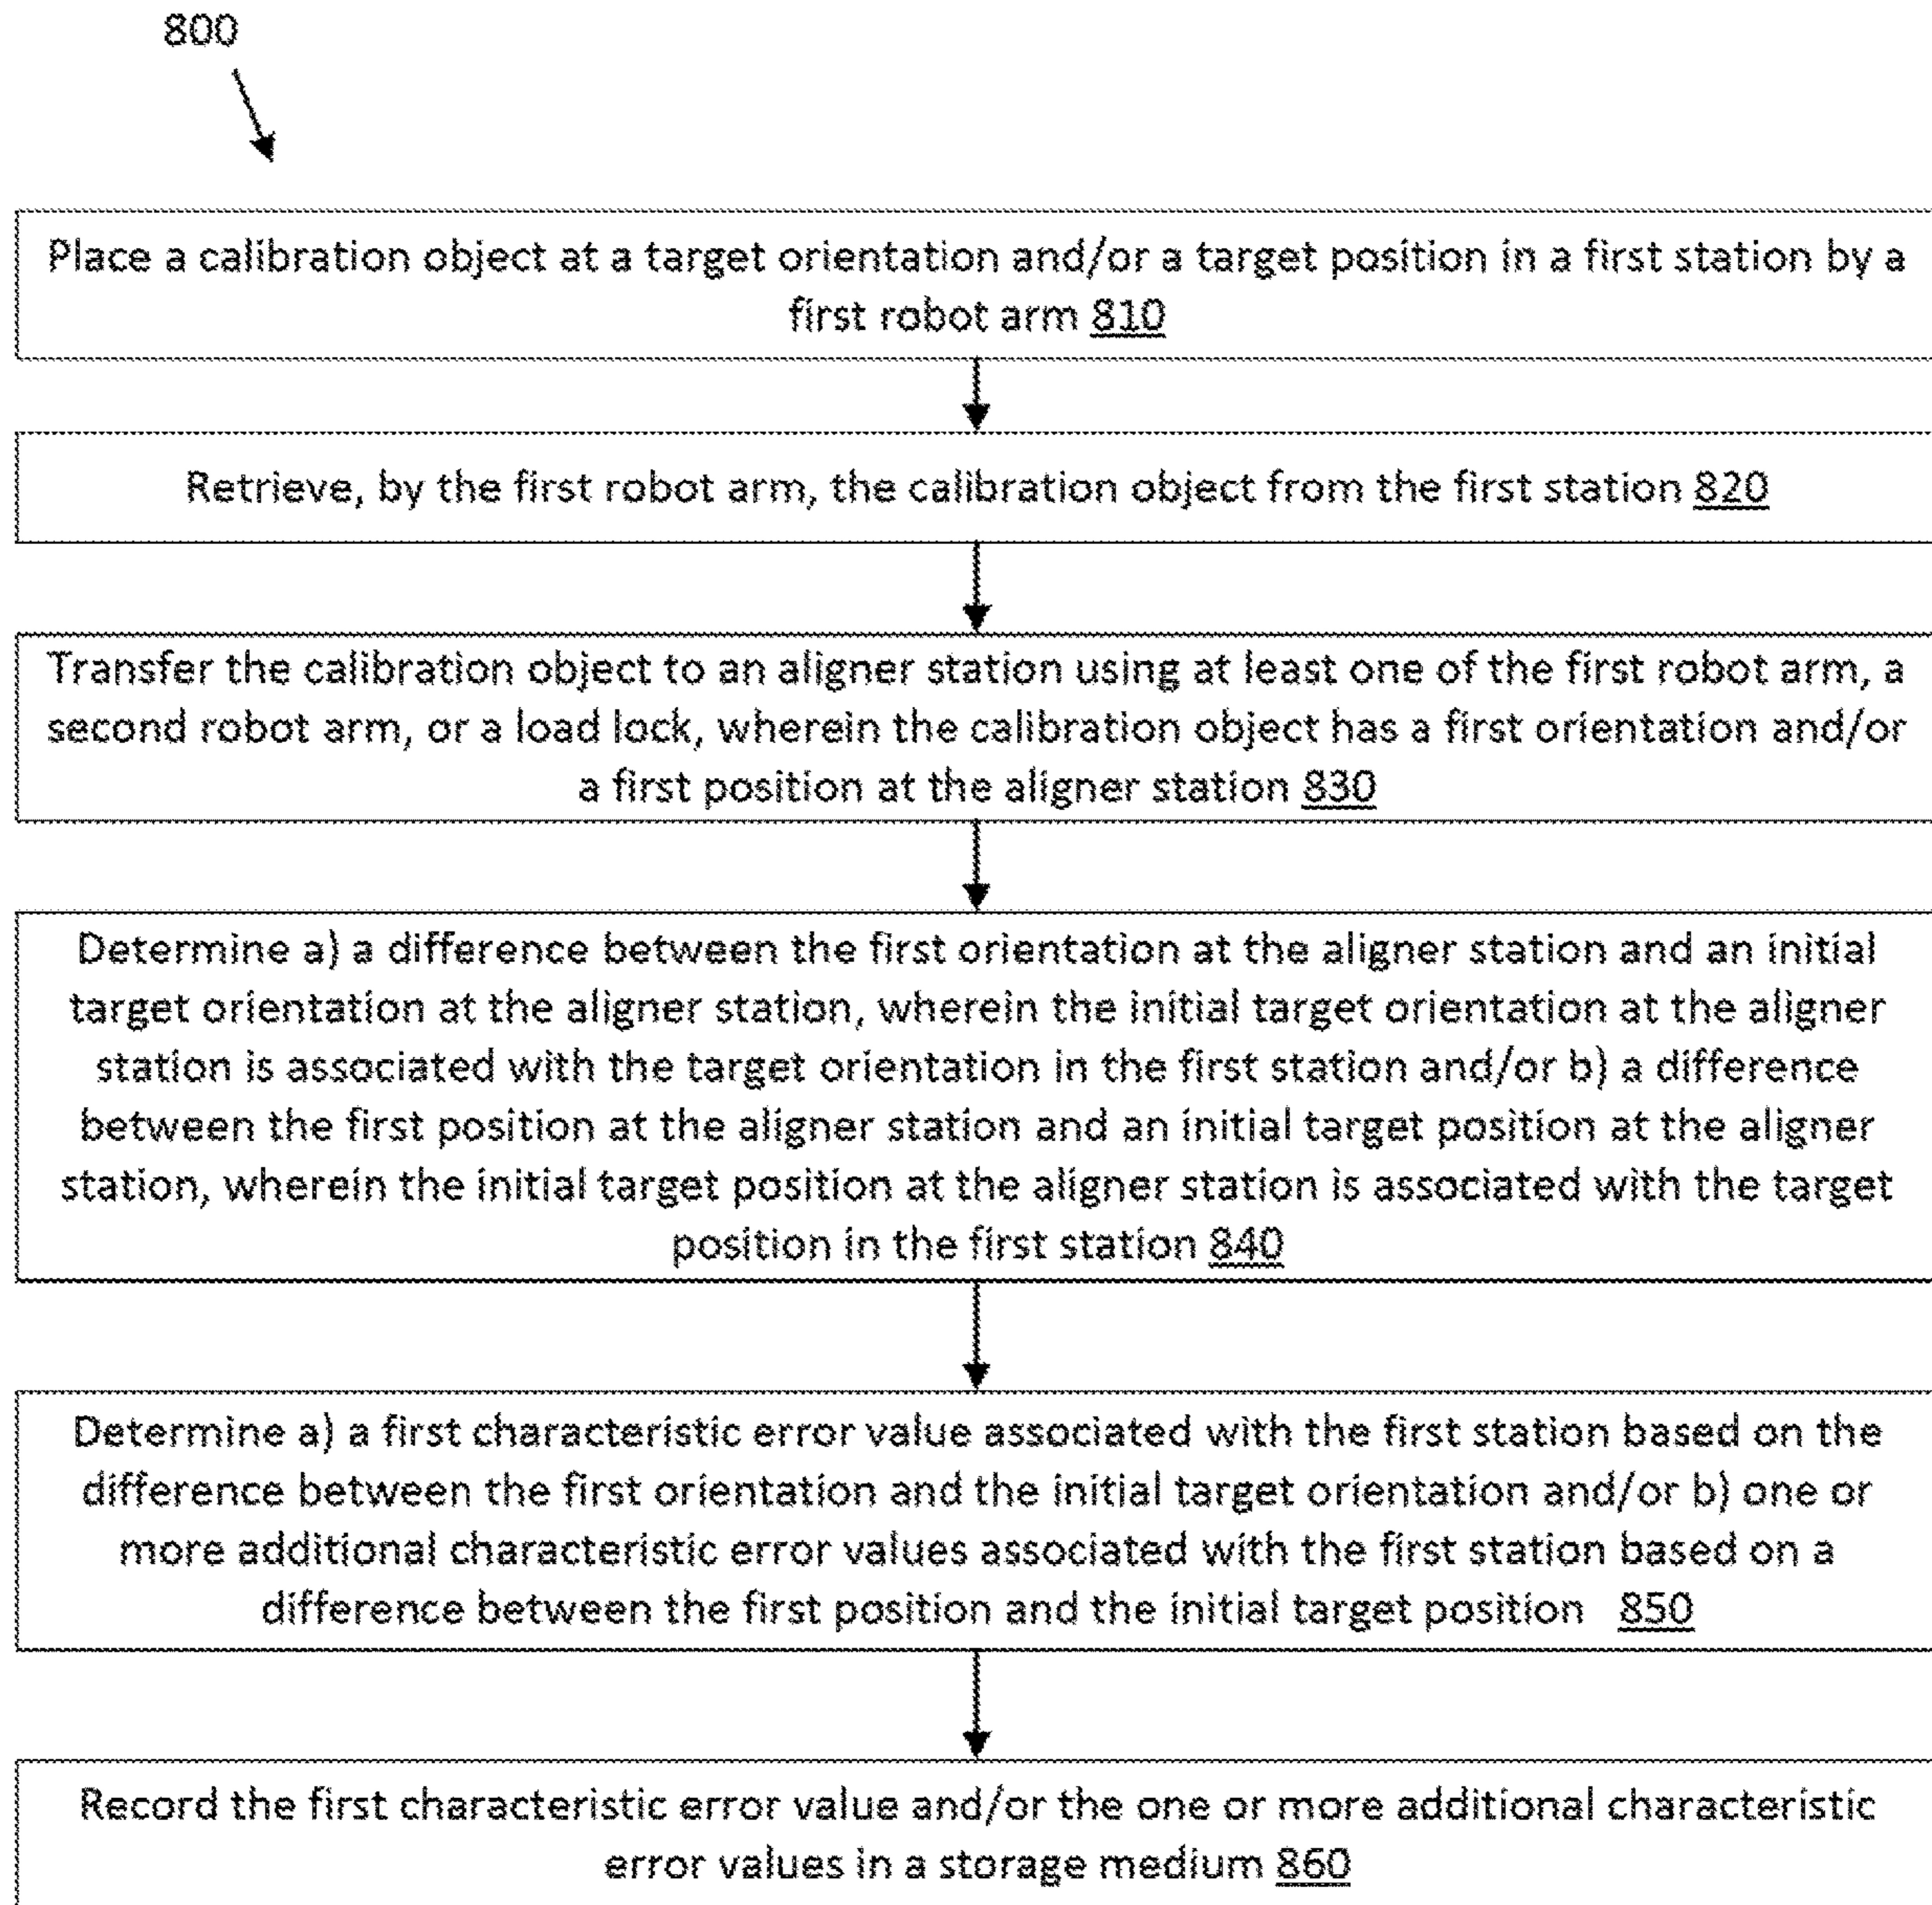 800
Place a calibration object at a target orientation and/or a target position in a first station by a
first robot arm 810
Retrieve, by the first robot arm, the calibration object from the first station 820
Transfer the calibration object to an aligner station using at least one of the first robot arm, a
second robot arm, or a load lock, wherein the calibration object has a first orientation and/or
a first position at the aligner station 830
Determine a) a difference between the first orientation at the aligner station and an initial
target orientation at the aligner station, wherein the initial target orientation at the aligner
station is associated with the target orientation in the first station and/or b) a difference
between the first position at the aligner station and an initial target position at the aligner
station, wherein the initial target position at the aligner station is associated with the target
position in the first station 840
Determine a) a first characteristic error value associated with the first station based on the
difference between the first orientation and the initial target orientation and/or b) one or
more additional characteristic error values associated with the first station based on a
difference between the first position and the initial target position 850
Record the first characteristic error value and/or the one or more additional characteristic
error values in a storage medium 860